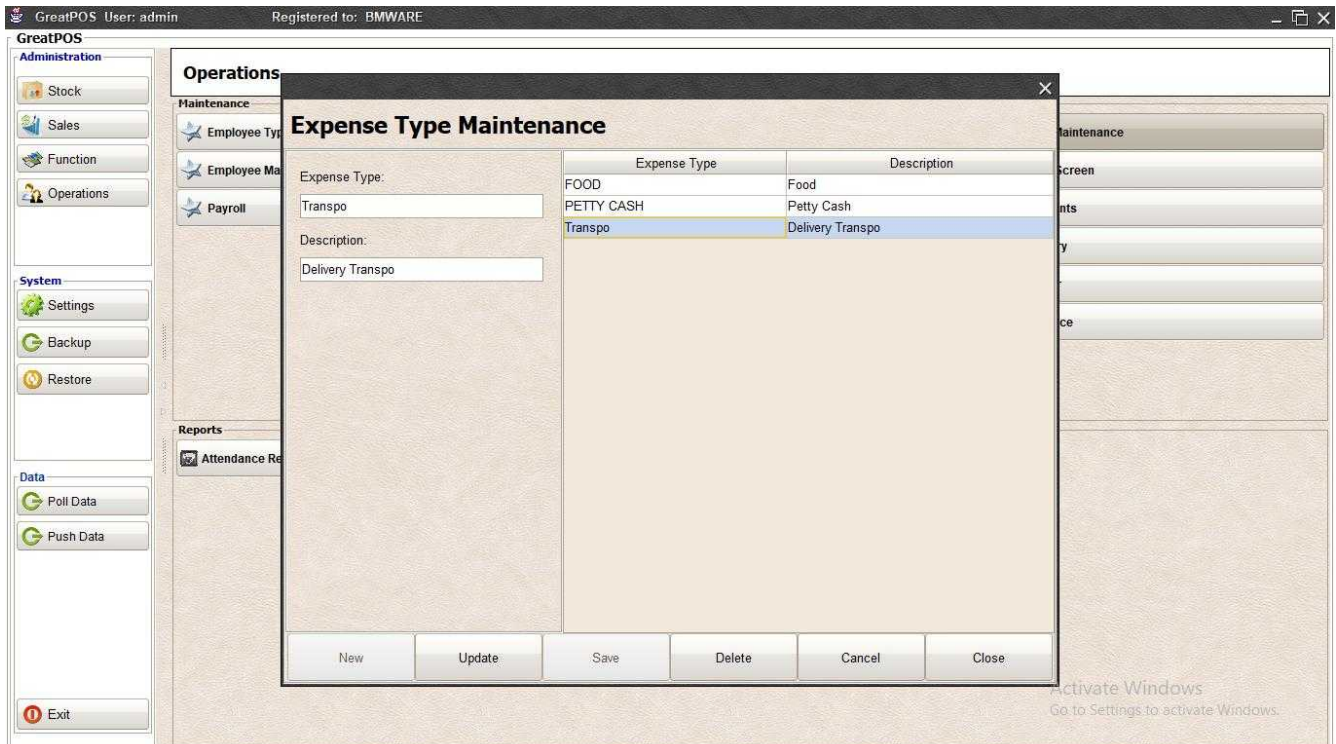 GreatPOS User: admin Registered to: BMWARE
GreatPOS
Administration
Stock
Sales
Function
Operations
System
Settings
Backup
Restore
Data
Poll Data
Push Data
Exit
Operations
Maintenance
Employee Typ
Employee Ma
Payroll
Reports
Attendance Re
Expense Type Maintenance
Expense Type:
Transpo
Description:
Delivery Transpo
Expense Type Description
FOOD Food
PETTY CASH Petty Cash
Transpo Delivery Transpo
New Update Save Delete Cancel Close
Maintenance
Screen
nts
ry
ce
Activate Windows
Go to Settings to activate Windows.